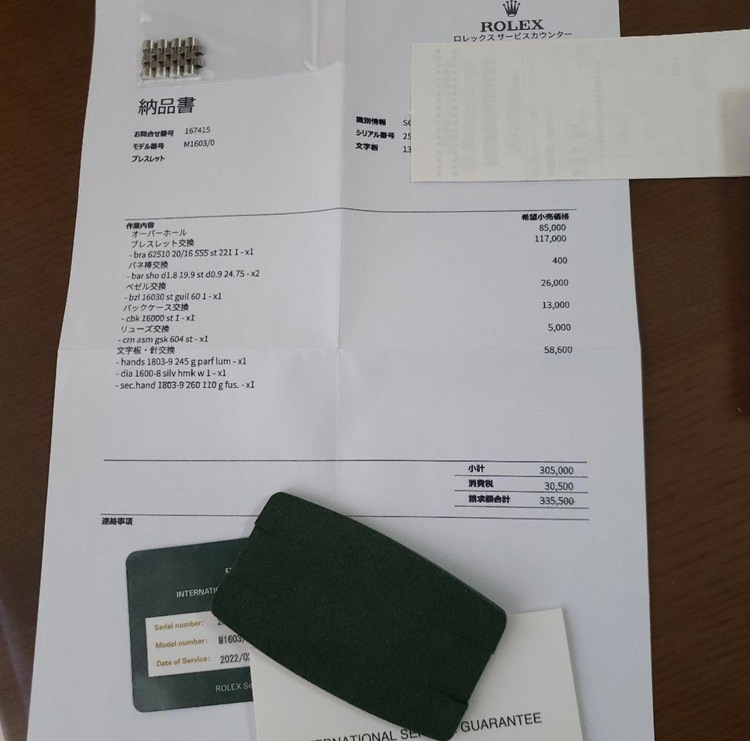 ROLEX
ロレックス サービスカウンター
納品書
お問合せ番号 167415
モデル番号 M1603/0
ブレスレット
識別情報
シリアル番号 25
文字板 13
作業内容 希望小売価格
オーバーホール 85,000
ブレスレット交換 117,000
- bra 62510 20/16 555 st 221 1 - x1
バネ棒交換 400
- bar sho d1.8 19.9 st d0.9 24.75 - x2
ベゼル交換 26,000
- bzl 16030 st guil 60 1 - x1
バックケース交換 13,000
- cbk 16000 st 1 - x1
リューズ交換 5,000
- crn asm gsk 604 st - x1
文字板・針交換 58,600
- hands 1803-9 245 g parf lum - x1
- dia 1600-8 silv hmk w 1 - x1
- sec.hand 1803-9 260 110 g fus. - x1
小計 305,000
消費税 30,500
請求額合計 335,500
連絡事項
Serial number:
Model number: M1603/
Date of Service: 2022/0
ROLEX
GUARANTEE